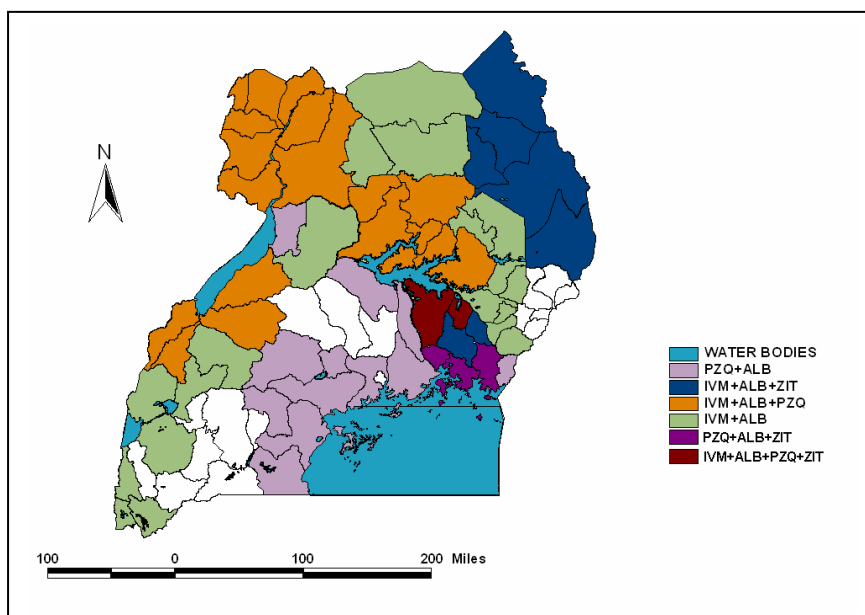 N
WATER BODIES
PZQ+ALB
IVM+ALB+ZIT
IVM+ALB+PZQ
IVM+ALB
PZQ+ALB+ZIT
IVM+ALB+PZQ+ZIT
100 0 100 200 Miles